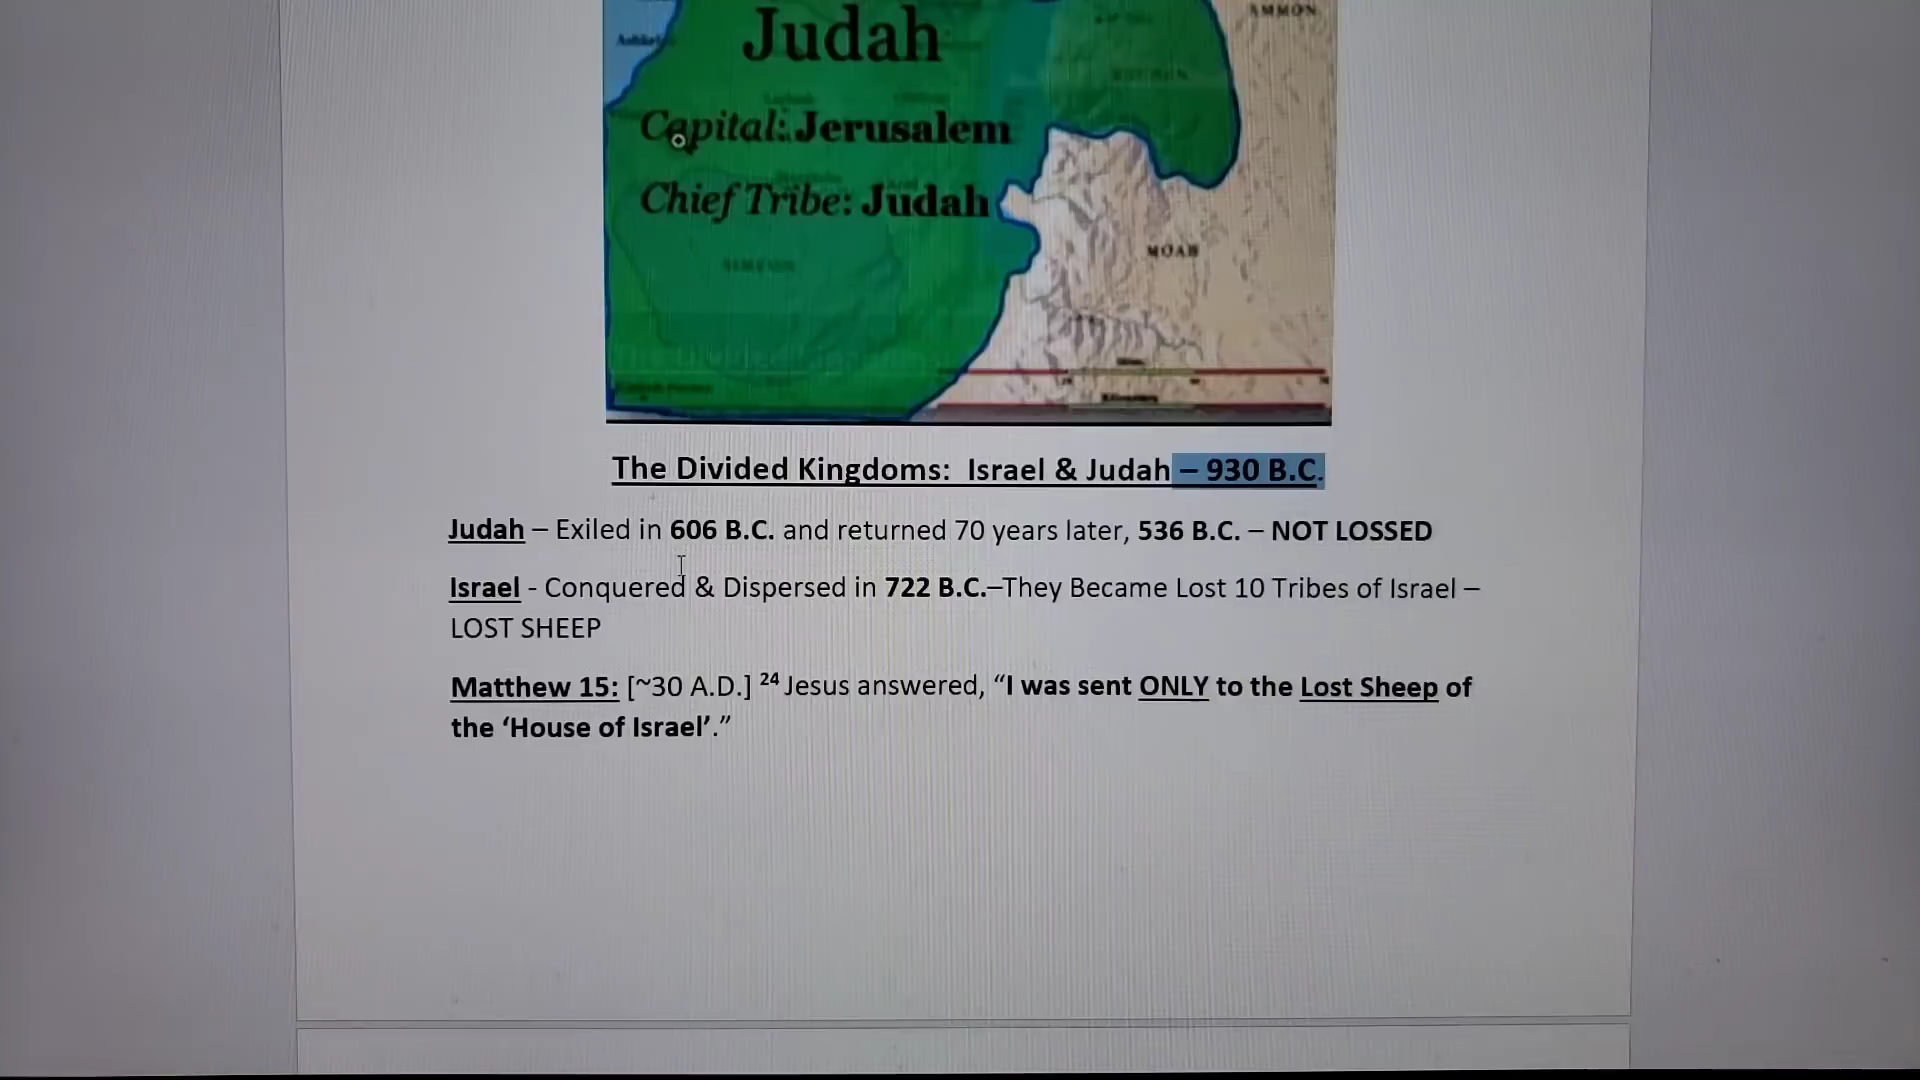 AMMON
Judah
Capital: Jerusalem
Chief Tribe: Judah
MOAB
The Divided Kingdoms:  Israel & Judah – 930 B.C.
Judah – Exiled in 606 B.C. and returned 70 years later, 536 B.C. – NOT LOSSED
Israel - Conquered & Dispersed in 722 B.C.–They Became Lost 10 Tribes of Israel –
LOST SHEEP
Matthew 15: [~30 A.D.] 24 Jesus answered, “I was sent ONLY to the Lost Sheep of
the ‘House of Israel’.”